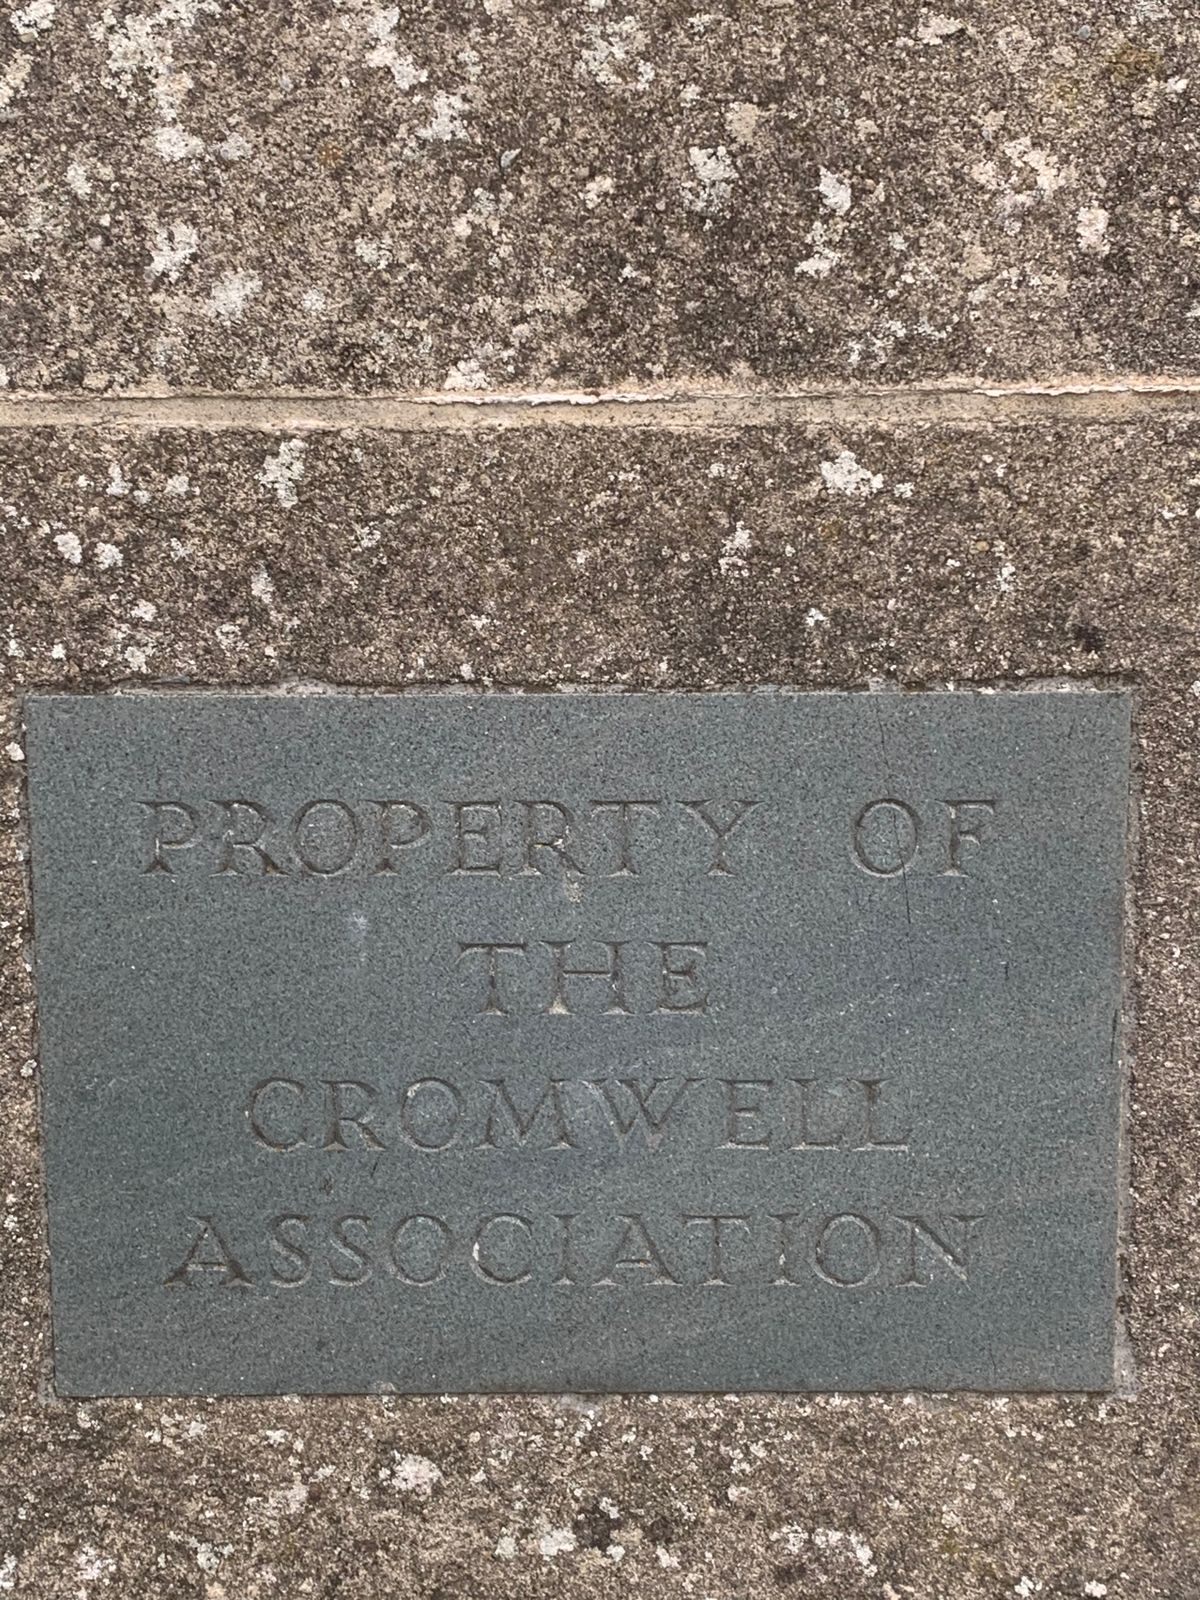 PROPERTY OF
THE
CROMWELL
ASSOCIATION